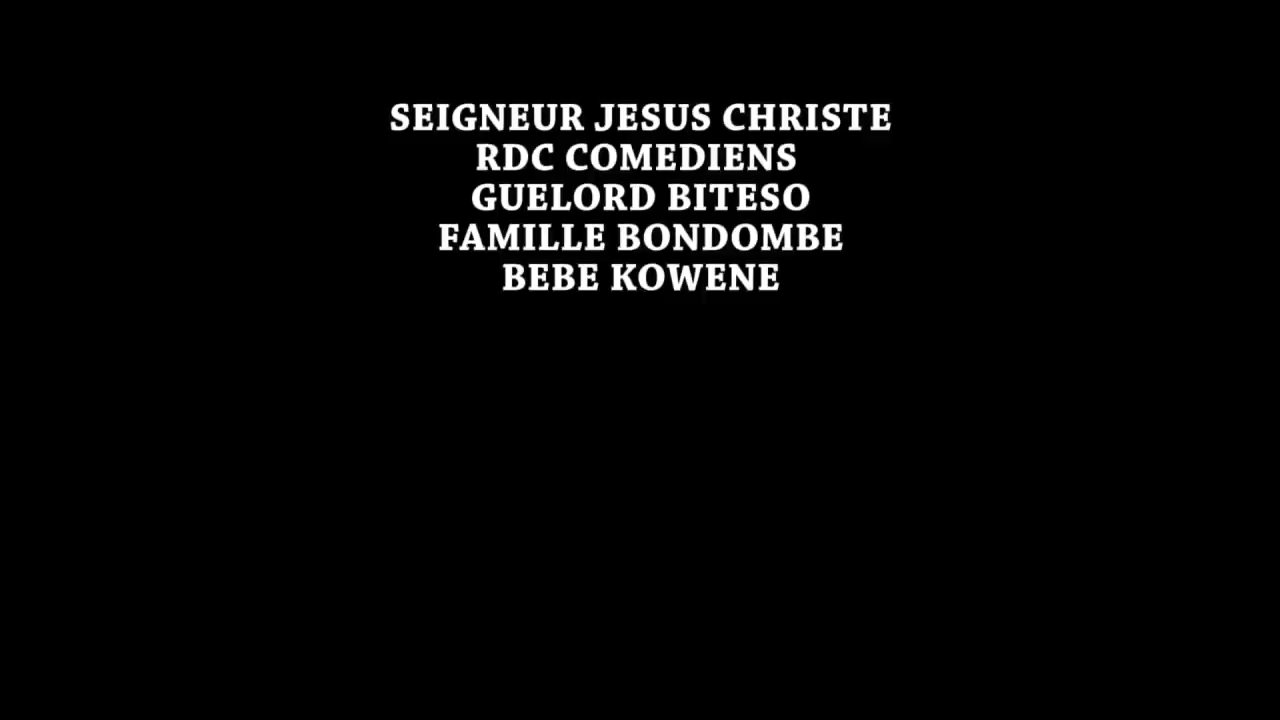 SEIGNEUR JESUS CHRISTE
RDC COMEDIENS
GUELORD BITESO
FAMILLE BONDOMBE
BEBE KOWENE